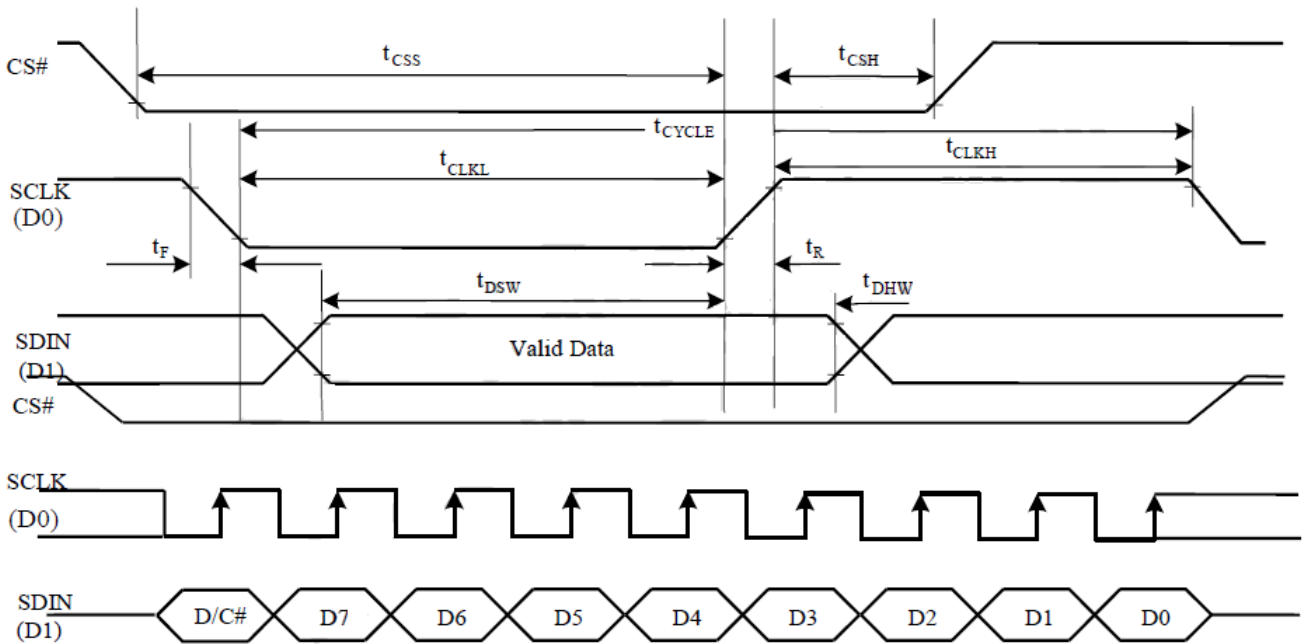 CS#
tCSS
tCSH
tCYCLE
tCLKL
tCLKH
SCLK
(D0)
tF
tR
tDSW
tDHW
SDIN
(D1)
Valid Data
CS#
SCLK
(D0)
SDIN
(D1)
D/C# D7 D6 D5 D4 D3 D2 D1 D0